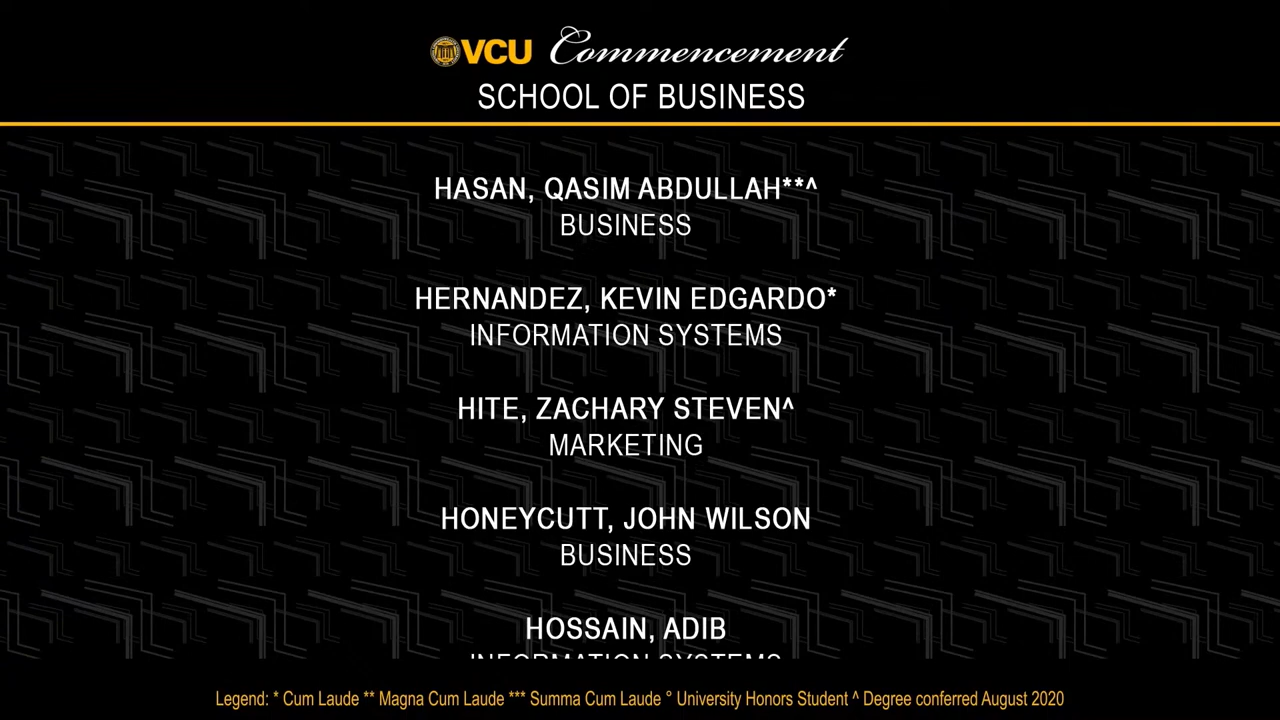 VCU Commencement
SCHOOL OF BUSINESS
HASAN, QASIM ABDULLAH**^
BUSINESS
HERNANDEZ, KEVIN EDGARDO*
INFORMATION SYSTEMS
HITE, ZACHARY STEVEN^
MARKETING
HONEYCUTT, JOHN WILSON
BUSINESS
HOSSAIN, ADIB
INFORMATION SYSTEMS
Legend: * Cum Laude ** Magna Cum Laude *** Summa Cum Laude ° University Honors Student ^ Degree conferred August 2020